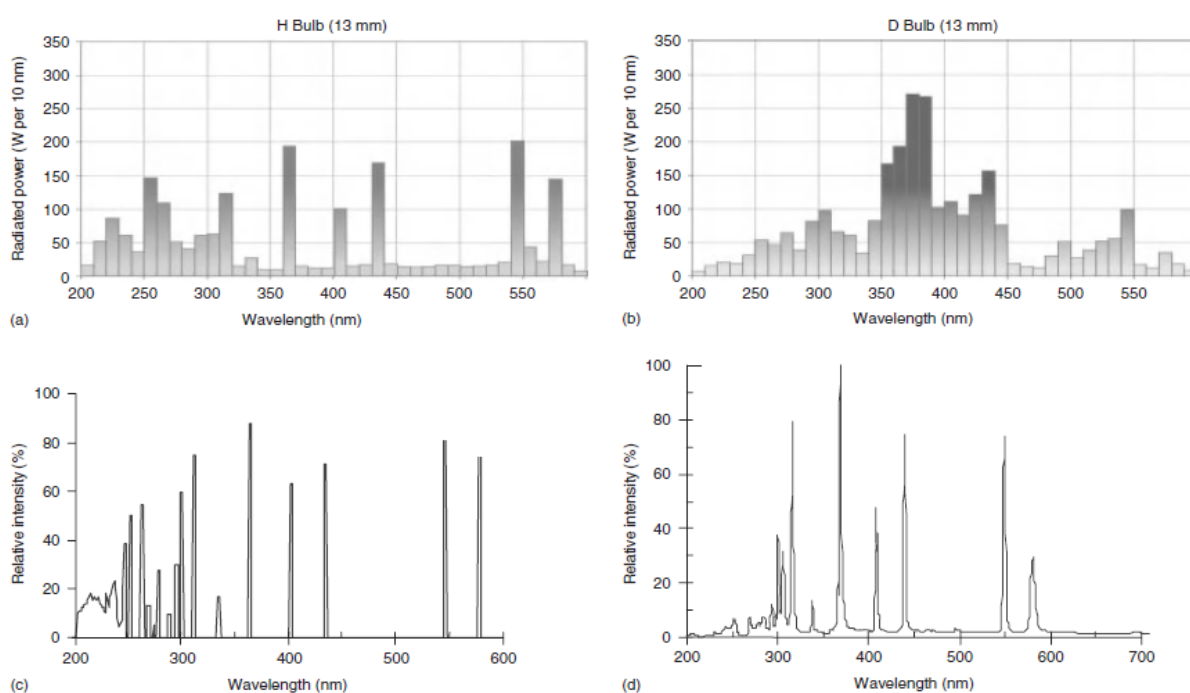 H Bulb (13 mm)
Radiated power (W per 10 nm)
350
300
250
200
150
100
50
0
200 250 300 350 400 450 500 550
Wavelength (nm)
(a)
D Bulb (13 mm)
Radiated power (W per 10 nm)
350
300
250
200
150
100
50
0
200 250 300 350 400 450 500 550
Wavelength (nm)
(b)
Relative intensity (%)
100
80
60
40
20
0
200 300 400 500 600
Wavelength (nm)
(c)
Relative intensity (%)
100
80
60
40
20
0
200 300 400 500 600 700
Wavelength (nm)
(d)